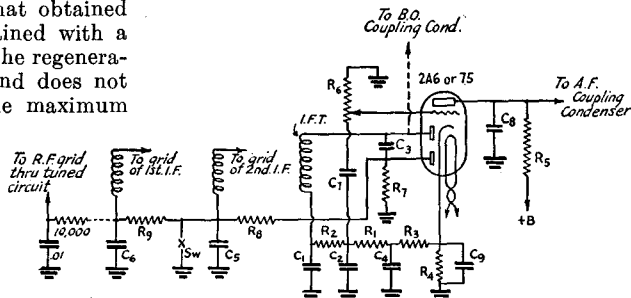 hat obtained
ined with a
he regenera-
nd does not
e maximum
To B.O.
Coupling Cond.
2A6 or 75
R6
I.F.T.
To A.F.
Coupling
Condenser
C8
R5
+B
C3
C7
R7
To R.F. grid
thru tuned
circuit
To grid
of 1st. I.F.
To grid
of 2nd. I.F.
10,000
.01
R9
C6
Sw
C5
R8
R2
R1
R3
C1
C2
C4
R4
C9